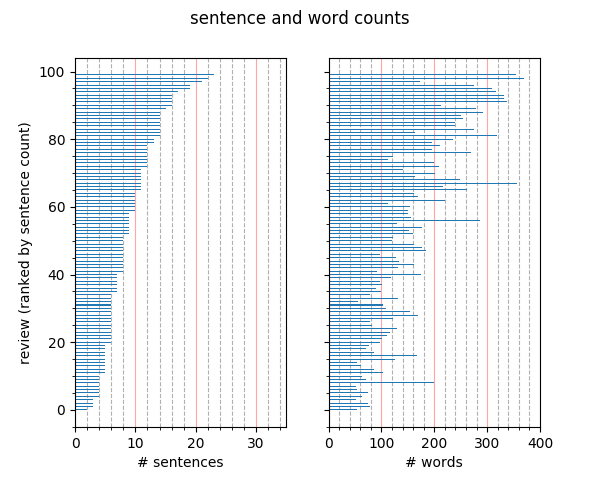 sentence and word counts
review (ranked by sentence count)
100
80
60
40
20
0
0 10 20 30
# sentences
0 100 200 300 400
# words